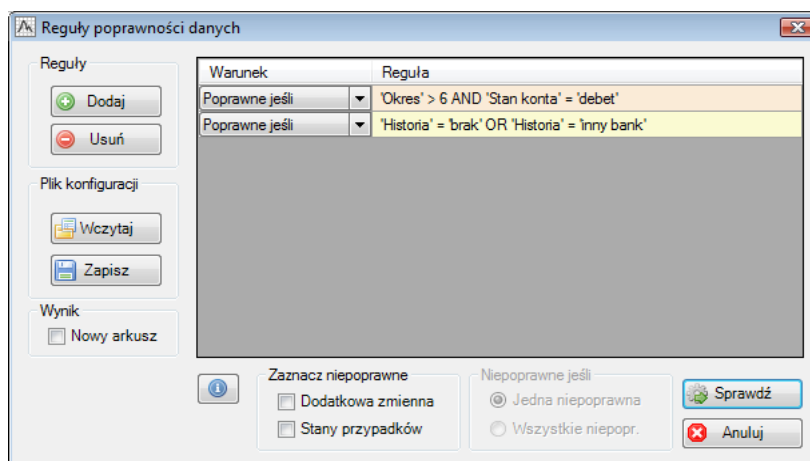 Reguły poprawności danych
Reguły
Dodaj
Usuń
Plik konfiguracji
Wczytaj
Zapisz
Wynik
Nowy arkusz
Warunek Reguła
Poprawne jeśli 'Okres' > 6 AND 'Stan konta' = 'debet'
Poprawne jeśli 'Historia' = 'brak' OR 'Historia' = 'inny bank'
Zaznacz niepoprawne
Dodatkowa zmienna
Stany przypadków
Niepoprawne jeśli
Jedna niepoprawna
Wszystkie niepopr.
Sprawdź
Anuluj